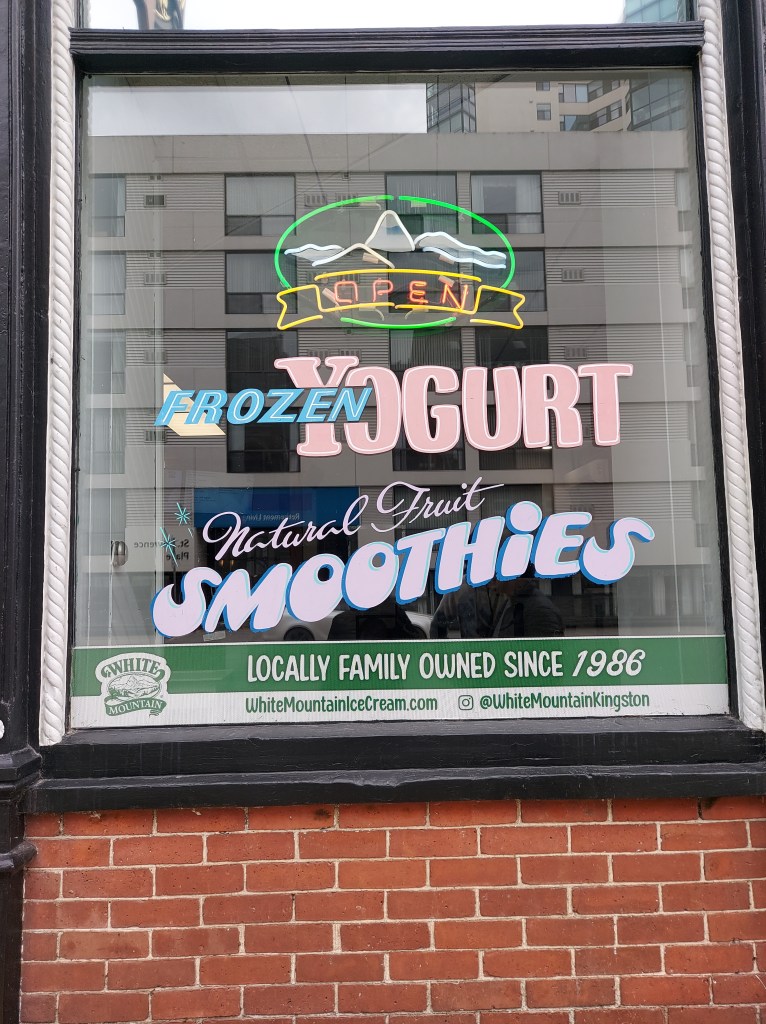 OPEN
FROZEN YOGURT
Natural Fruit
SMOOTHiES
WHITE
MOUNTAIN
LOCALLY FAMILY OWNED SINCE 1986
WhiteMountainIceCream.com @WhiteMountainKingston